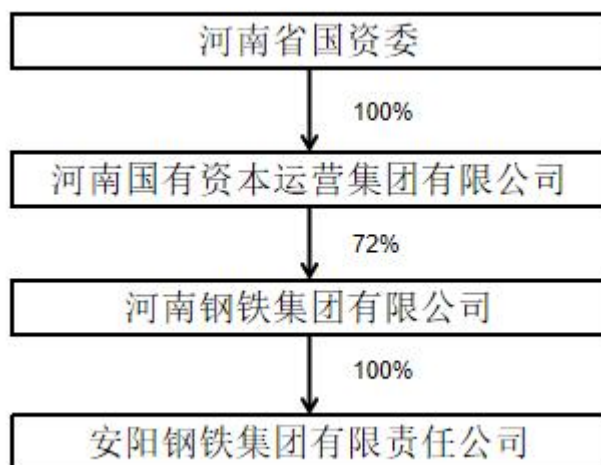 河南省国资委
100%
河南国有资本运营集团有限公司
72%
河南钢铁集团有限公司
100%
安阳钢铁集团有限责任公司